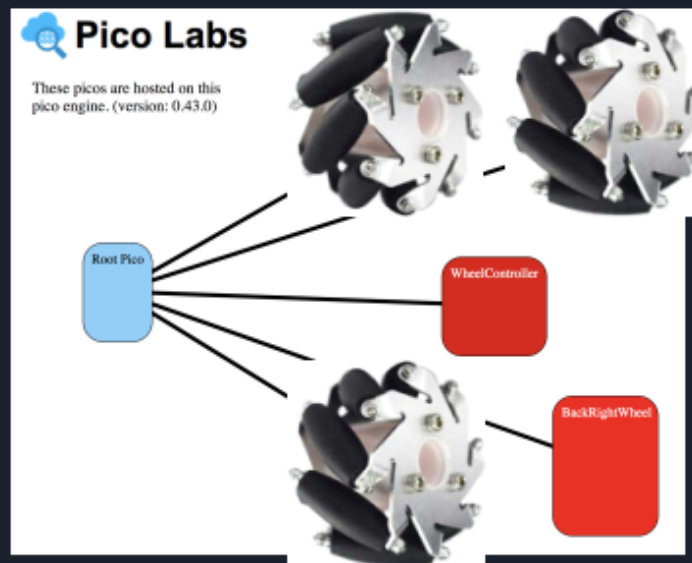 Pico Labs
These picos are hosted on this
pico engine. (version: 0.43.0)
Root Pico
WheelController
BackRightWheel